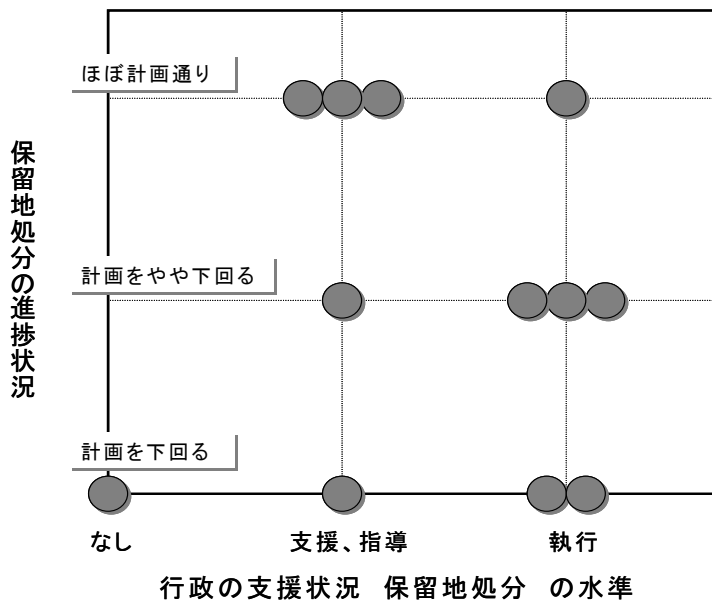 ほぼ計画通り
保留地処分の進捗状況
計画をやや下回る
計画を下回る
なし
支援、指導
執行
行政の支援状況 保留地処分 の水準